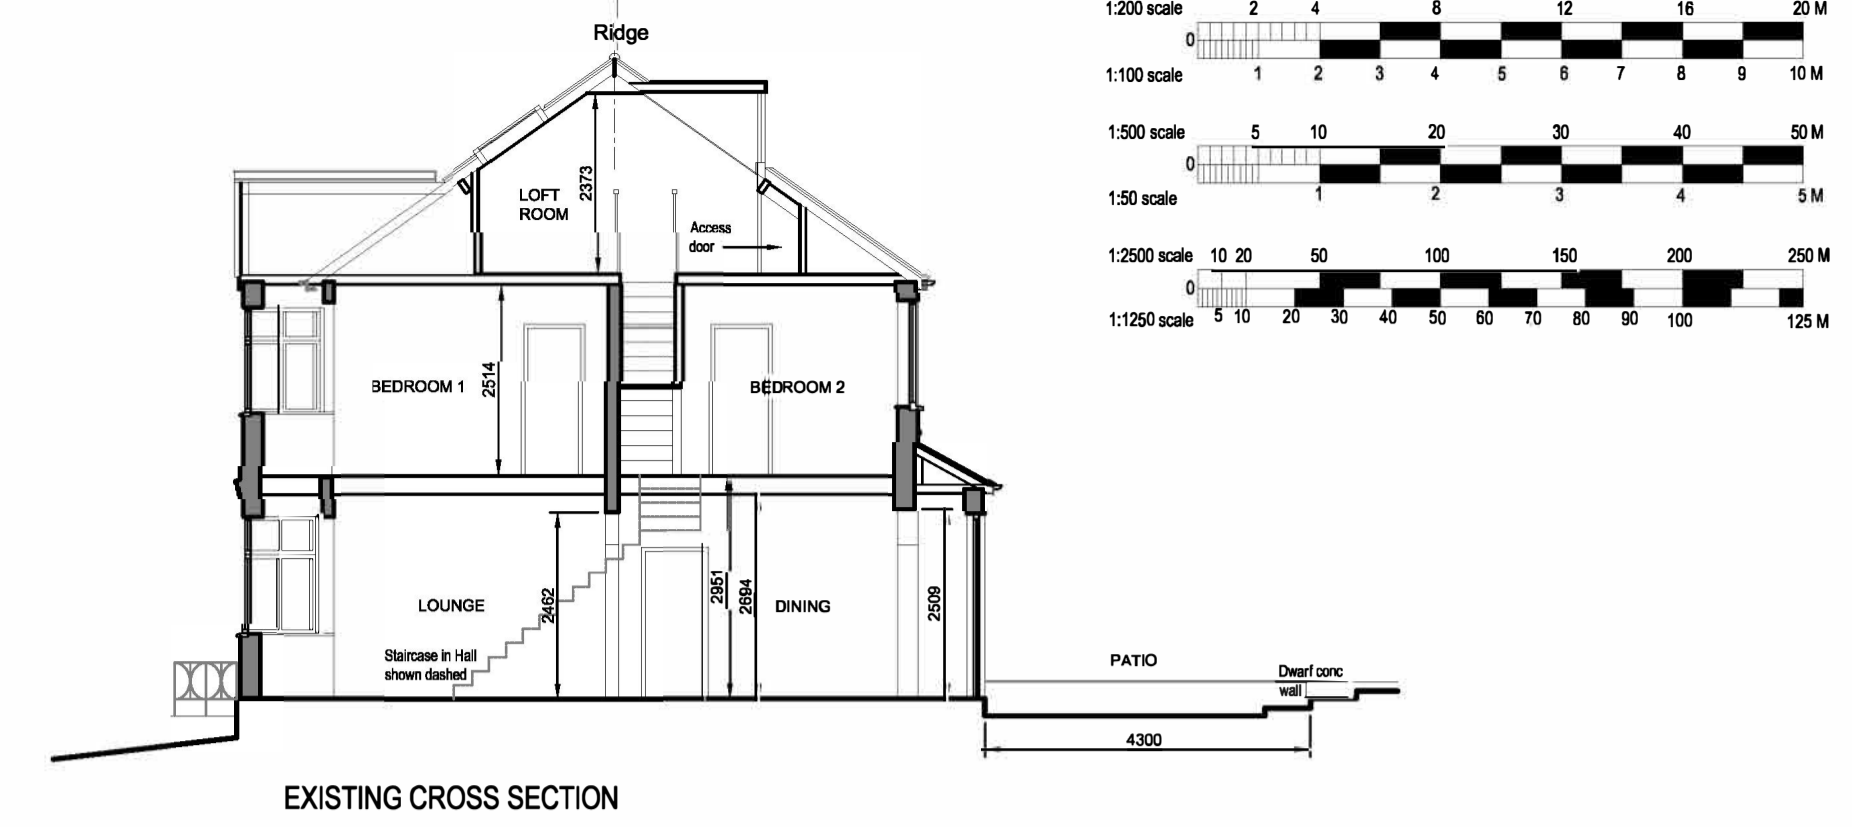 Ridge
LOFT
ROOM
2373
Access
door
BEDROOM 1
2514
BEDROOM 2
LOUNGE
2462
2951
2694
DINING
2509
Staircase in Hall
shown dashed
PATIO
Dwarf conc
wall
4300
EXISTING CROSS SECTION
1:200 scale 2 4 8 12 16 20 M
0
1:100 scale 1 2 3 4 5 6 7 8 9 10 M
1:500 scale 5 10 20 30 40 50 M
0
1:50 scale 1 2 3 4 5 M
1:2500 scale 10 20 50 100 150 200 250 M
0
1:1250 scale 5 10 20 30 40 50 60 70 80 90 100 125 M